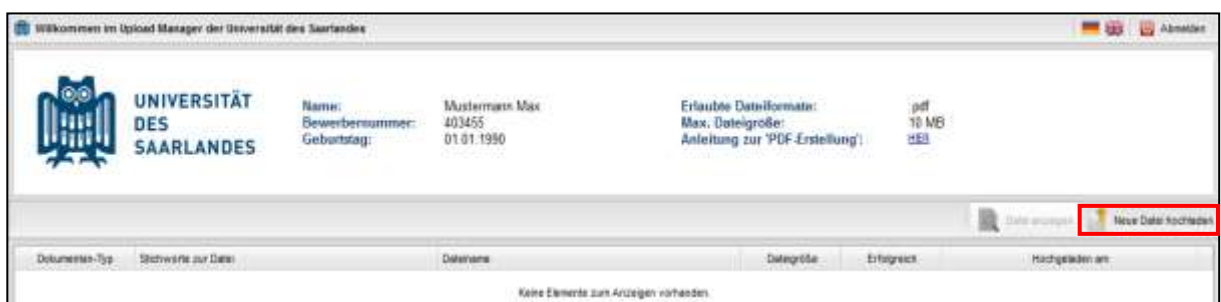 Willkommen im Upload Manager der Universität des Saarlandes
Abmelden
UNIVERSITÄT
DES
SAARLANDES
Name: Mustermann Max
Bewerbernummer: 403455
Geburtstag: 01.01.1990
Erlaubte Dateiformate: pdf
Max. Dateigröße: 10 MB
Anleitung zur 'PDF-Erstellung': HIER
Datei anzeigen Neue Datei hochladen
Dokumenten-Typ Stichworte zur Datei Dateiname Dateigröße Erfolgreich Hochgeladen am
Keine Elemente zum Anzeigen vorhanden.